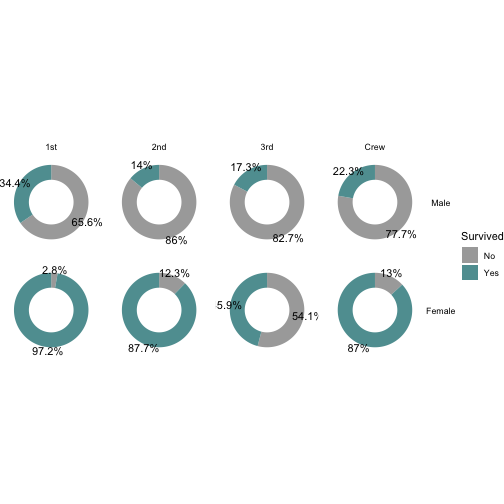 1st 2nd 3rd Crew
34.4% 65.6% 14% 86% 17.3% 82.7% 22.3% 77.7% Male
2.8% 97.2% 12.3% 87.7% 5.9% 54.1% 13% 87% Female
Survived
No
Yes